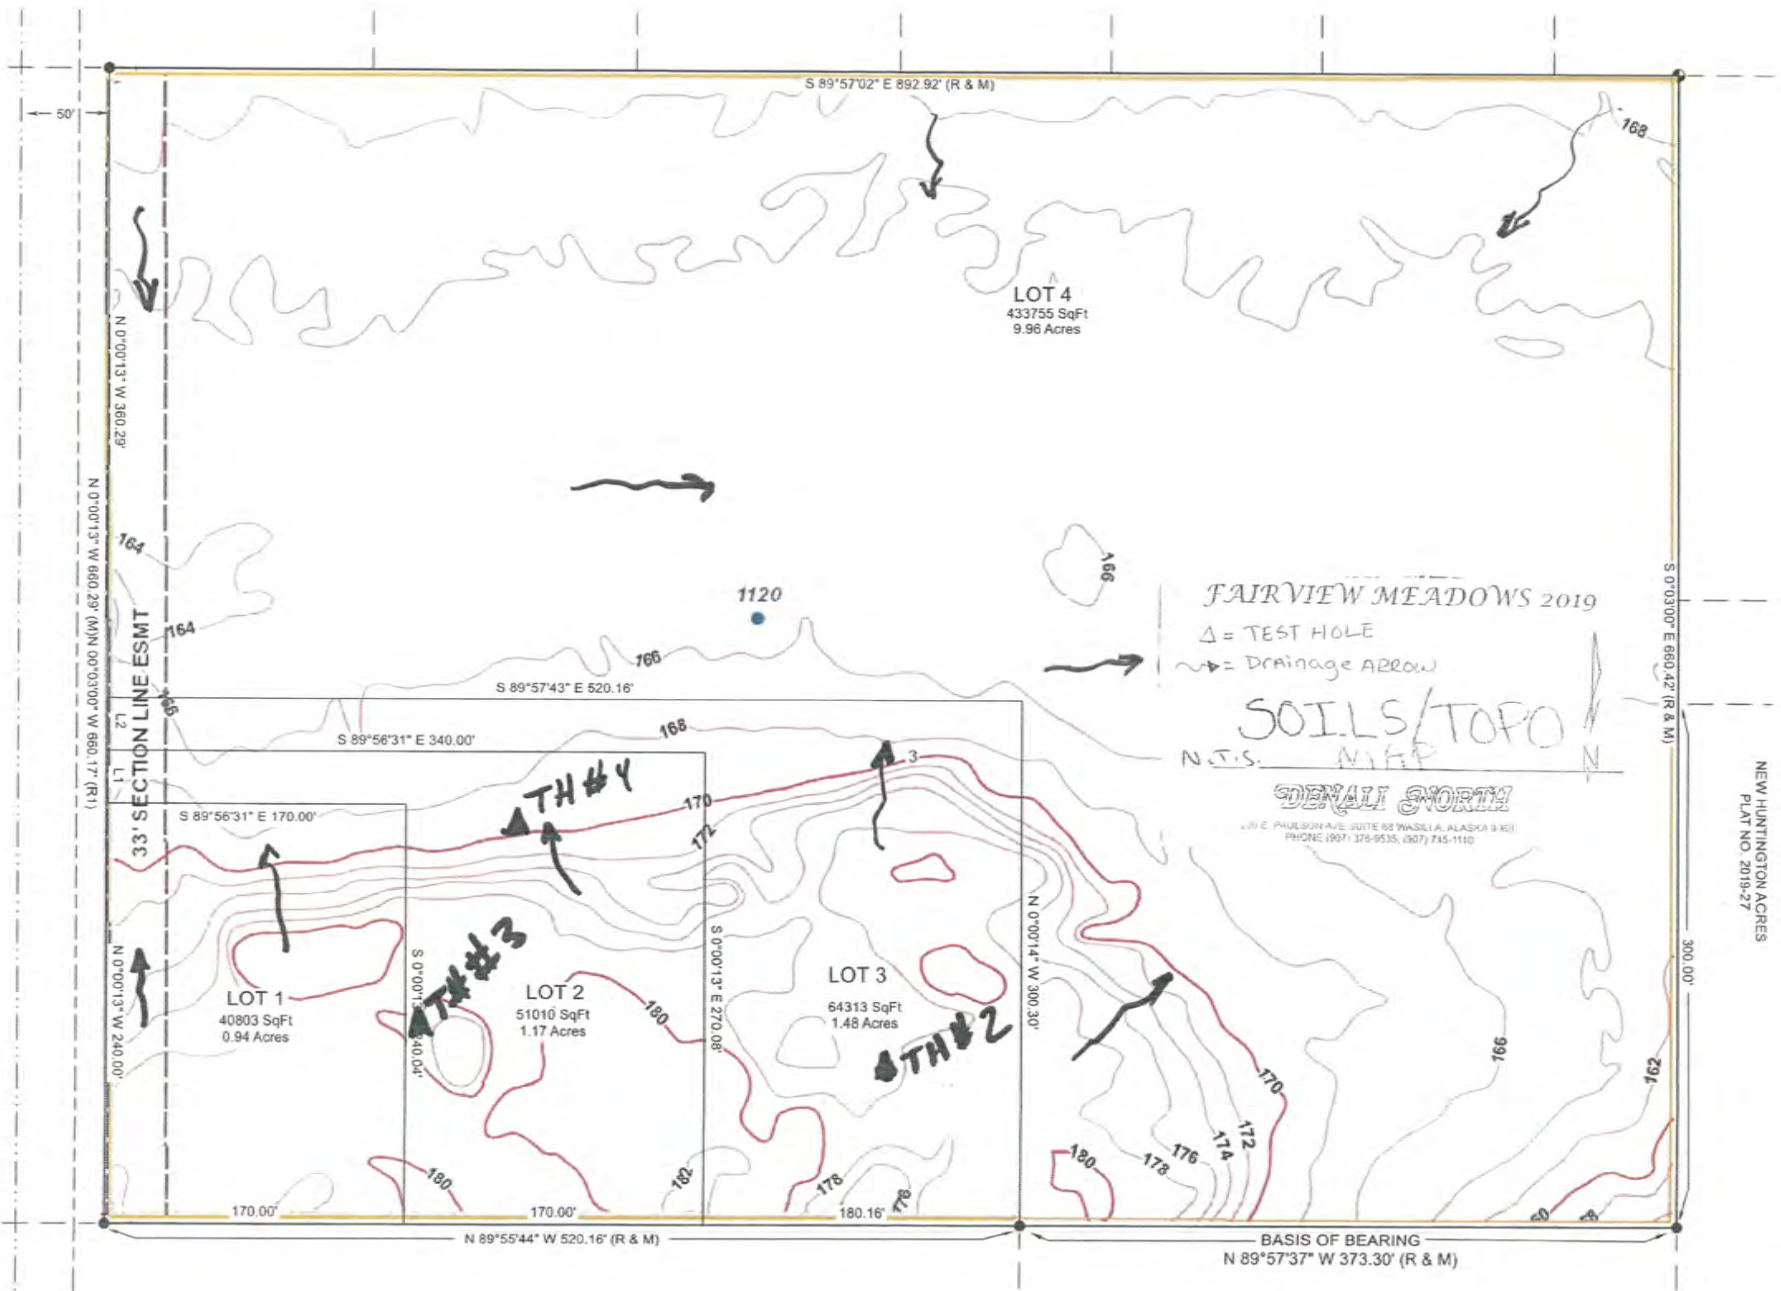 S 89°57'02" E 892.92' (R & M)
50'
168
N 0°00'13" W 360.29'
LOT 4
433755 SqFt
9.96 Acres
164
164
166
1120
166
166
N 0°00'13" W 660.29' (M)N 00°03'00" W 660.17' (R1)
33' SECTION LINE ESMT
FAIRVIEW MEADOWS 2019
Δ = TEST HOLE
= Drainage ARROW
SOILS/TOPO
N.T.S. MAP
N
DENALI NORTH
PHONE (907) 376-9535, (907) 745-1110
S 0°03'00" E 660.42' (R & M)
NEW HUNTINGTON ACRES
PLAT NO. 2019-27
300.00'
S 89°57'43" E 520.16'
L2
S 89°56'31" E 340.00'
168
L1
S 89°56'31" E 170.00'
TH #4
170
172
3
N 0°00'13" W 240.00'
LOT 1
40803 SqFt
0.94 Acres
TH #3
LOT 2
51010 SqFt
1.17 Acres
180
S 0°00'13" E 270.08'
LOT 3
64313 SqFt
1.48 Acres
TH #2
N 0°00'14" W 300.30'
166
162
170
172
174
176
178
180
180
182
178
176
170.00'
170.00'
180.16'
N 89°55'44" W 520.16' (R & M)
BASIS OF BEARING
N 89°57'37" W 373.30' (R & M)